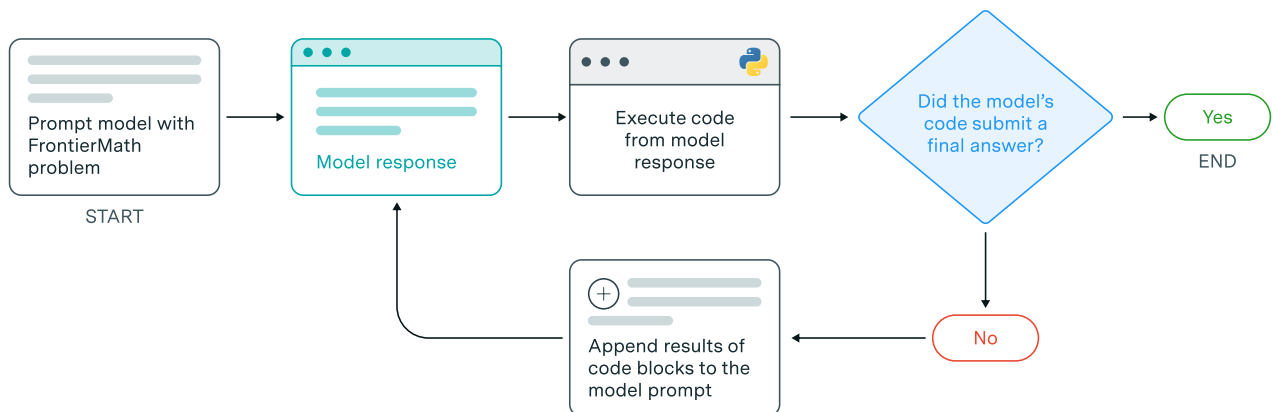 Prompt model with
FrontierMath
problem
START
Model response
Execute code
from model
response
Did the model’s
code submit a
final answer?
Yes
END
No
Append results of
code blocks to the
model prompt